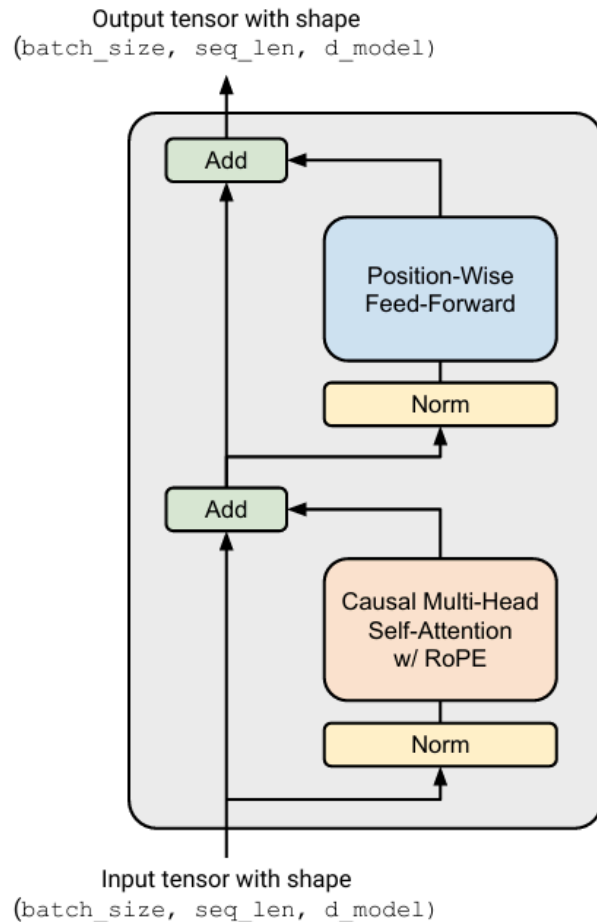 Output tensor with shape
(batch_size, seq_len, d_model)
Add
Position-Wise
Feed-Forward
Norm
Add
Causal Multi-Head
Self-Attention
w/ RoPE
Norm
Input tensor with shape
(batch_size, seq_len, d_model)